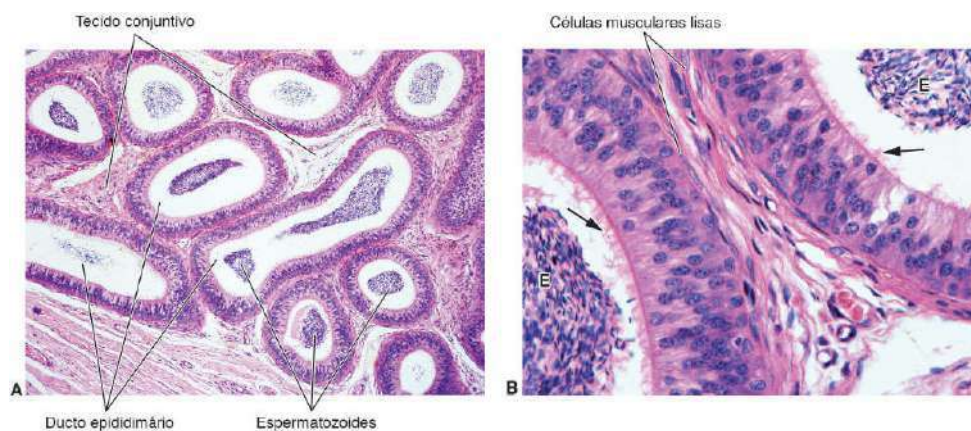 Tecido conjuntivo
Células musculares lisas
E
E
A
B
Ducto epididimário
Espermatozoides